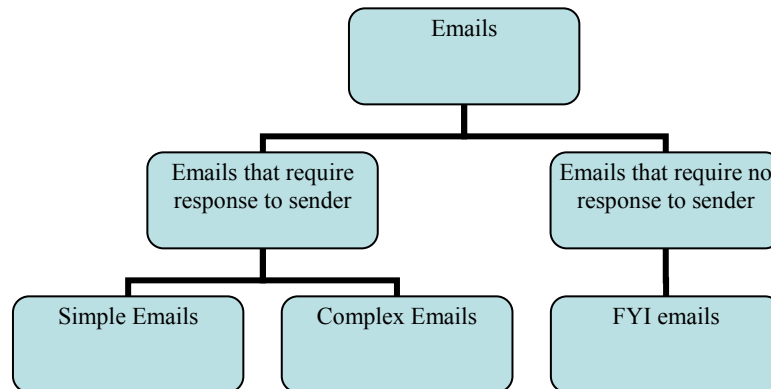 Emails
Emails that require
response to sender
Emails that require no
response to sender
Simple Emails
Complex Emails
FYI emails